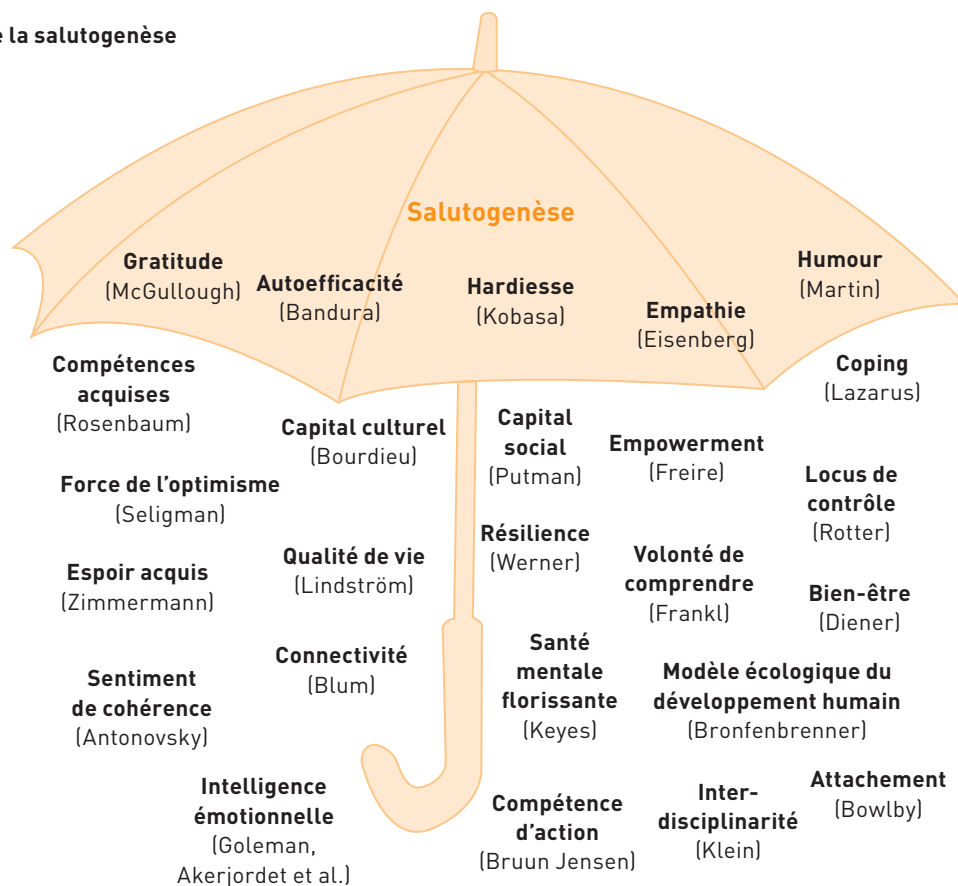 e la salutogenèse
Salutogenèse
Gratitude
(McGullough)
Autoefficacité
(Bandura)
Hardiesse
(Kobasa)
Empathie
(Eisenberg)
Humour
(Martin)
Compétences
acquises
(Rosenbaum)
Capital culturel
(Bourdieu)
Capital
social
(Putman)
Empowerment
(Freire)
Coping
(Lazarus)
Force de l’optimisme
(Seligman)
Locus de
contrôle
(Rotter)
Espoir acquis
(Zimmermann)
Qualité de vie
(Lindström)
Résilience
(Werner)
Volonté de
comprendre
(Frankl)
Bien-être
(Diener)
Sentiment
de cohérence
(Antonovsky)
Connectivité
(Blum)
Santé
mentale
florissante
(Keyes)
Modèle écologique du
développement humain
(Bronfenbrenner)
Intelligence
émotionnelle
(Goleman,
Akerjordet et al.)
Compétence
d’action
(Bruun Jensen)
Inter-
disciplinarité
(Klein)
Attachement
(Bowlby)